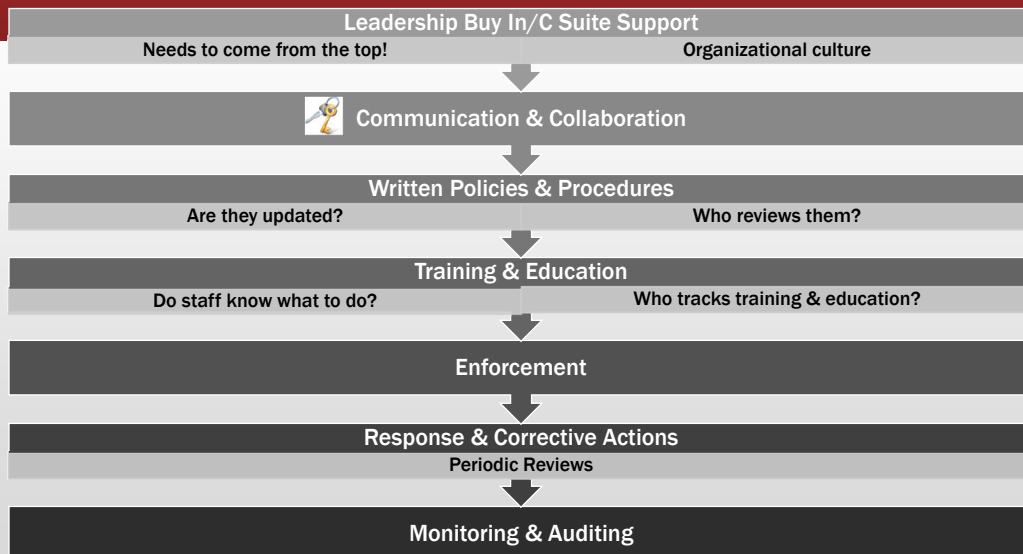 Leadership Buy In/C Suite Support
Needs to come from the top!
Organizational culture
Communication & Collaboration
Written Policies & Procedures
Are they updated?
Who reviews them?
Training & Education
Do staff know what to do?
Who tracks training & education?
Enforcement
Response & Corrective Actions
Periodic Reviews
Monitoring & Auditing